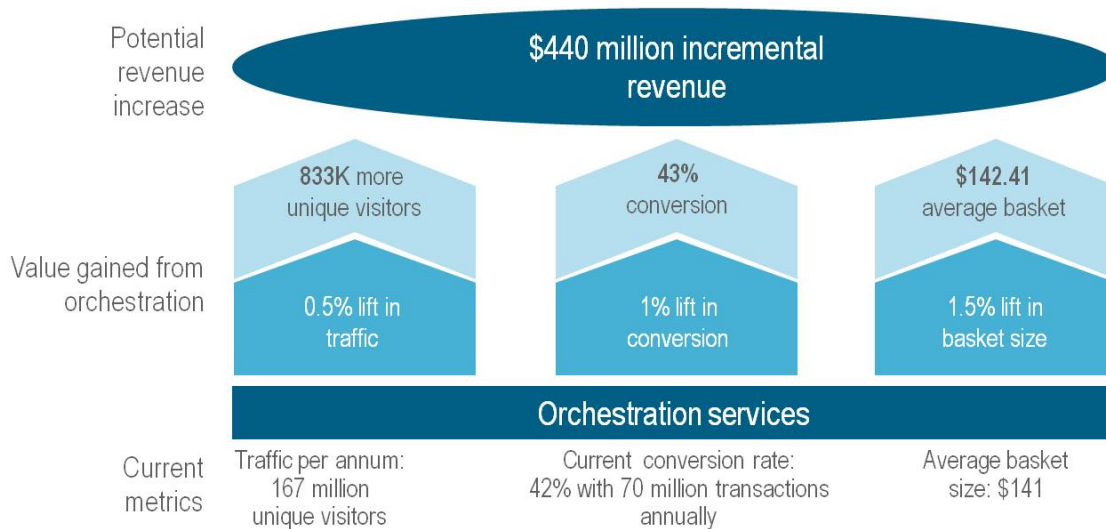 Potential
revenue
increase
$440 million incremental
revenue
833K more
unique visitors
43%
conversion
$142.41
average basket
Value gained from
orchestration
0.5% lift in
traffic
1% lift in
conversion
1.5% lift in
basket size
Orchestration services
Current
metrics
Traffic per annum:
167 million
unique visitors
Current conversion rate:
42% with 70 million transactions
annually
Average basket
size: $141